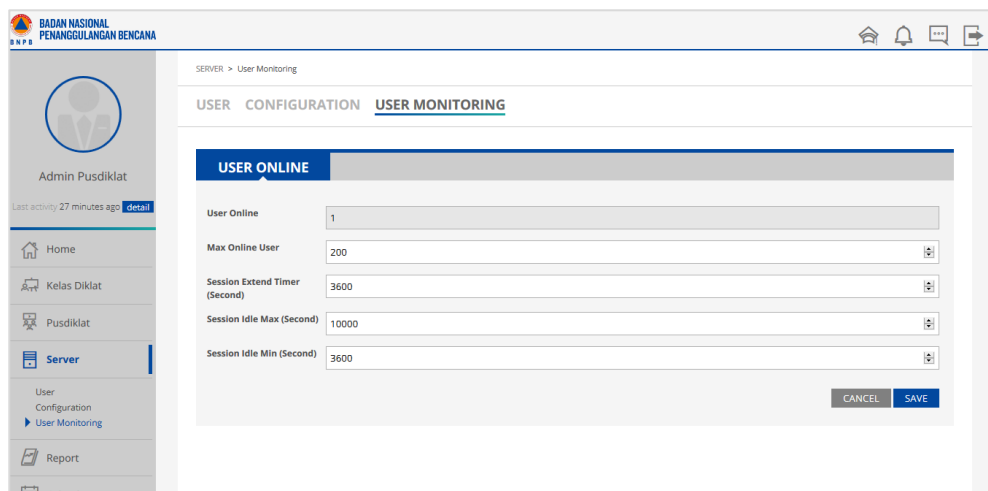 BADAN NASIONAL
PENANGGULANGAN BENCANA
BNPB
Admin Pusdiklat
Last activity 27 minutes ago detail
Home
Kelas Diklat
Pusdiklat
Server
User
Configuration
User Monitoring
Report
SERVER > User Monitoring
USER CONFIGURATION USER MONITORING
USER ONLINE
User Online 1
Max Online User 200
Session Extend Timer
(Second) 3600
Session Idle Max (Second) 10000
Session Idle Min (Second) 3600
CANCEL SAVE